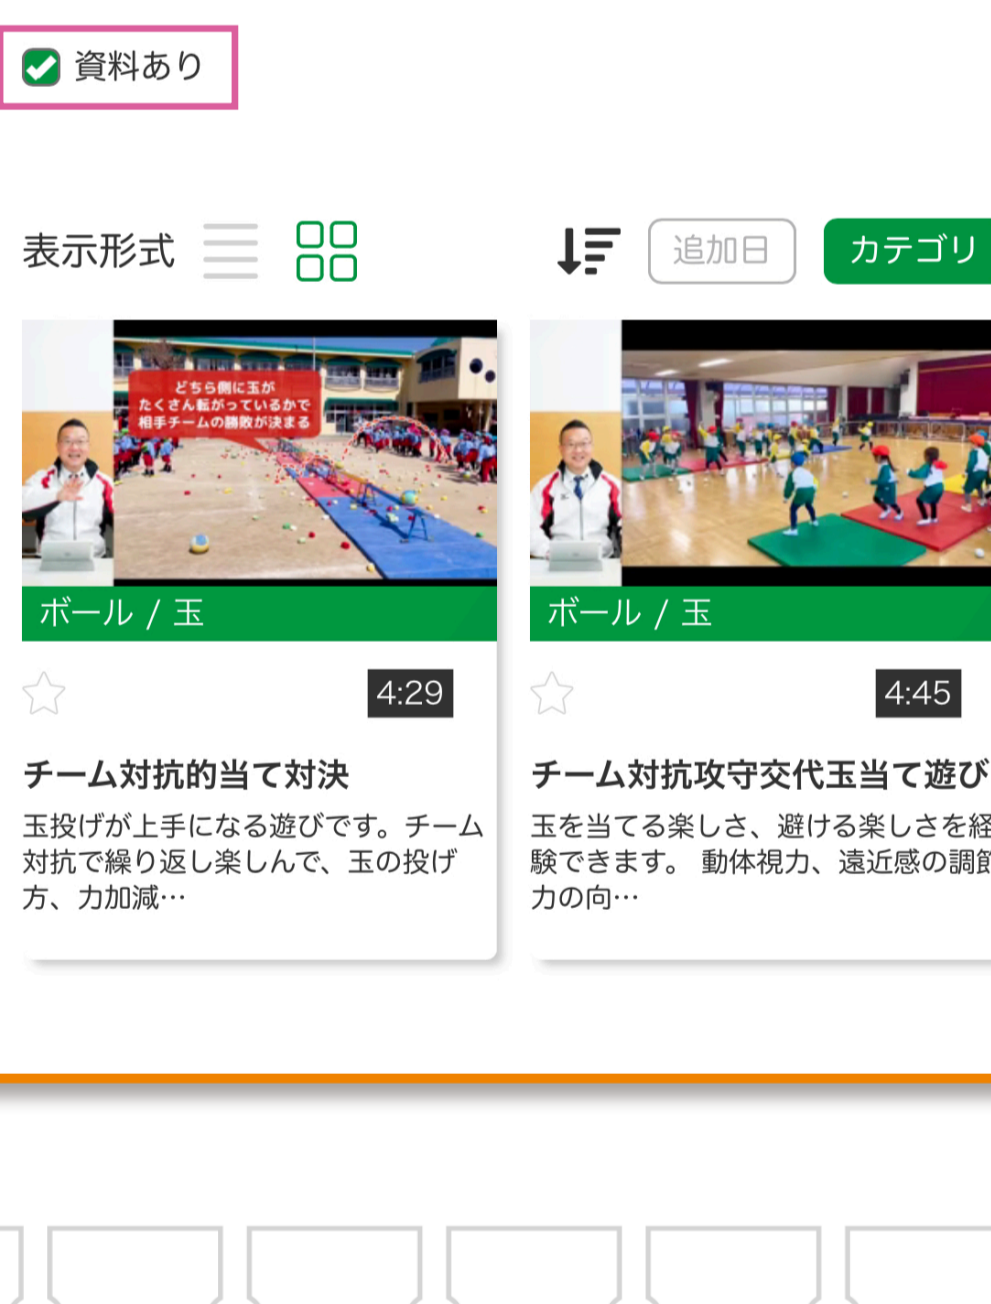 資料あり
表示形式
追加日
カテゴリ
どちら側に玉が
たくさん転がっているかで
相手チームの勝敗が決まる
ボール / 玉
4:29
チーム対抗的当て対決
玉投げが上手になる遊びです。チーム
対抗で繰り返し楽しんで、玉の投げ
方、力加減…
ボール / 玉
4:45
チーム対抗攻守交代玉当て遊び
玉を当てる楽しさ、避ける楽しさを経
験できます。 動体視力、遠近感の調節
力の向…